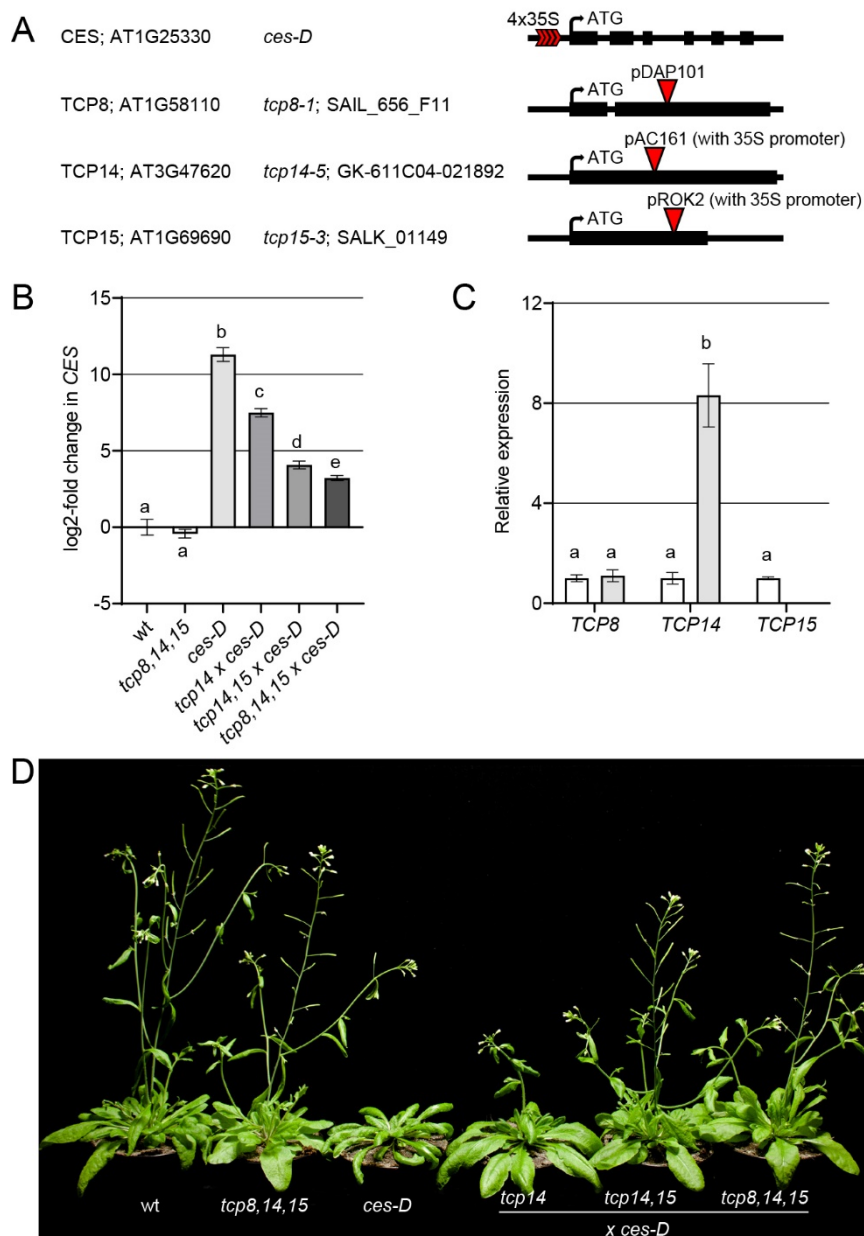 A
CES; AT1G25330 ces-D 4x35S ATG
TCP8; AT1G58110 tcp8-1; SAIL_656_F11 pDAP101 ATG
TCP14; AT3G47620 tcp14-5; GK-611C04-021892 pAC161 (with 35S promoter) ATG
TCP15; AT1G69690 tcp15-3; SALK_01149 pROK2 (with 35S promoter) ATG
B
log2-fold change in CES
15
10
5
0
-5
a
a
b
c
d
e
wt
tcp8,14,15
ces-D
tcp14 x ces-D
tcp14,15 x ces-D
tcp8,14,15 x ces-D
C
Relative expression
12
8
4
0
a a a b a
TCP8 TCP14 TCP15
D
wt tcp8,14,15 ces-D tcp14 tcp14,15 tcp8,14,15
x ces-D